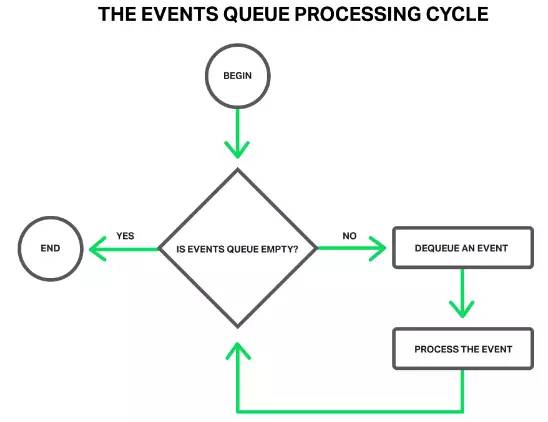 THE EVENTS QUEUE PROCESSING CYCLE
BEGIN
YES
NO
END
IS EVENTS QUEUE EMPTY?
DEQUEUE AN EVENT
PROCESS THE EVENT